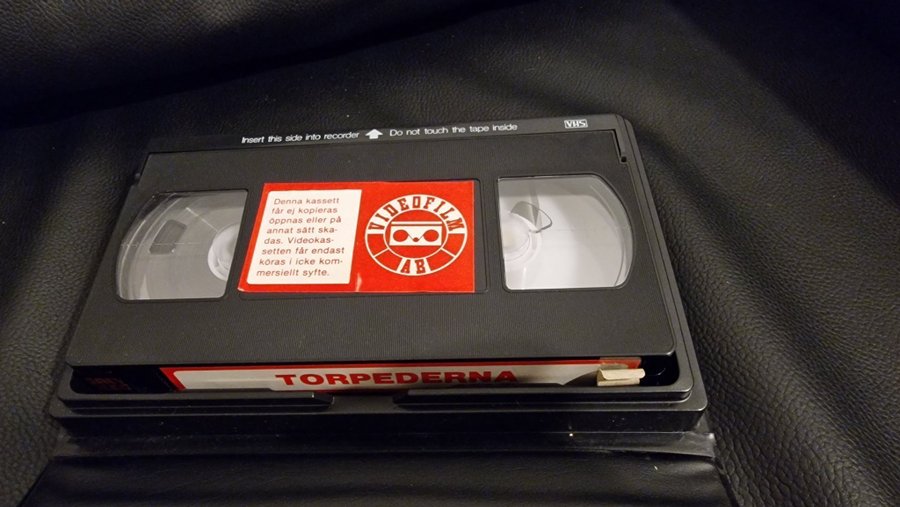 Insert this side into recorder Do not touch the tape inside
VHS
Denna kassett
får ej kopieras
öppnas eller på
annat sätt ska-
das. Videokas-
setten får endast
köras i icke kom-
mersiellt syfte.
VIDEOFILM
AB
TORPEDERNA